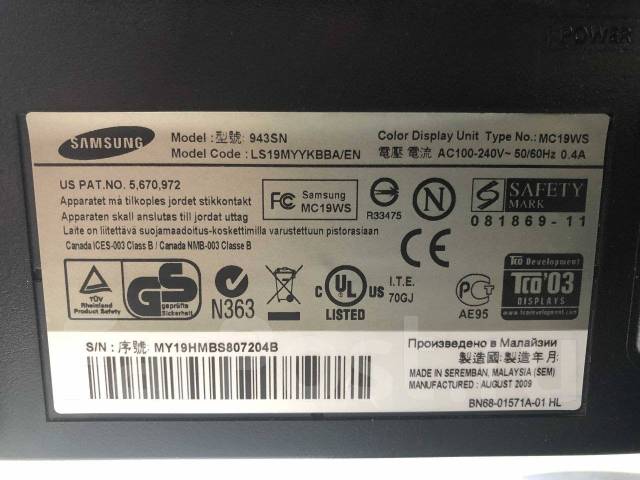 POWER
SAMSUNG
Model : 型號: 943SN
Model Code : LS19MYYKBBA/EN
Color Display Unit Type No.: MC19WS
電壓 電流 AC100-240V~ 50/60Hz 0.4A
US PAT.NO. 5,670,972
Apparatet må tilkoples jordet stikkontakt
Apparaten skall anslutas till jordat uttag
Laite on liitettävä suojamaadoitus-koskettimilla varustettuun pistorasiaan
Canada ICES-003 Class B / Canada NMB-003 Classe B
FC Samsung
MC19WS
R33475
N
S SAFETY
MARK
081869-11
CE
TÜV
Rheinland
Product Safety
GS
geprüfte
Sicherheit
N363
C UL US
LISTED
I.T.E.
70GJ
PCT
AE95
TCO Development
TCO'03
DISPLAYS
www.tcodevelopment.com
S/N : 序號: MY19HMBS807204B
Произведено в Малайзии
製造國:製造年月:
MADE IN SEREMBAN, MALAYSIA (SEM)
MANUFACTURED : AUGUST 2009
BN68-01571A-01 HL